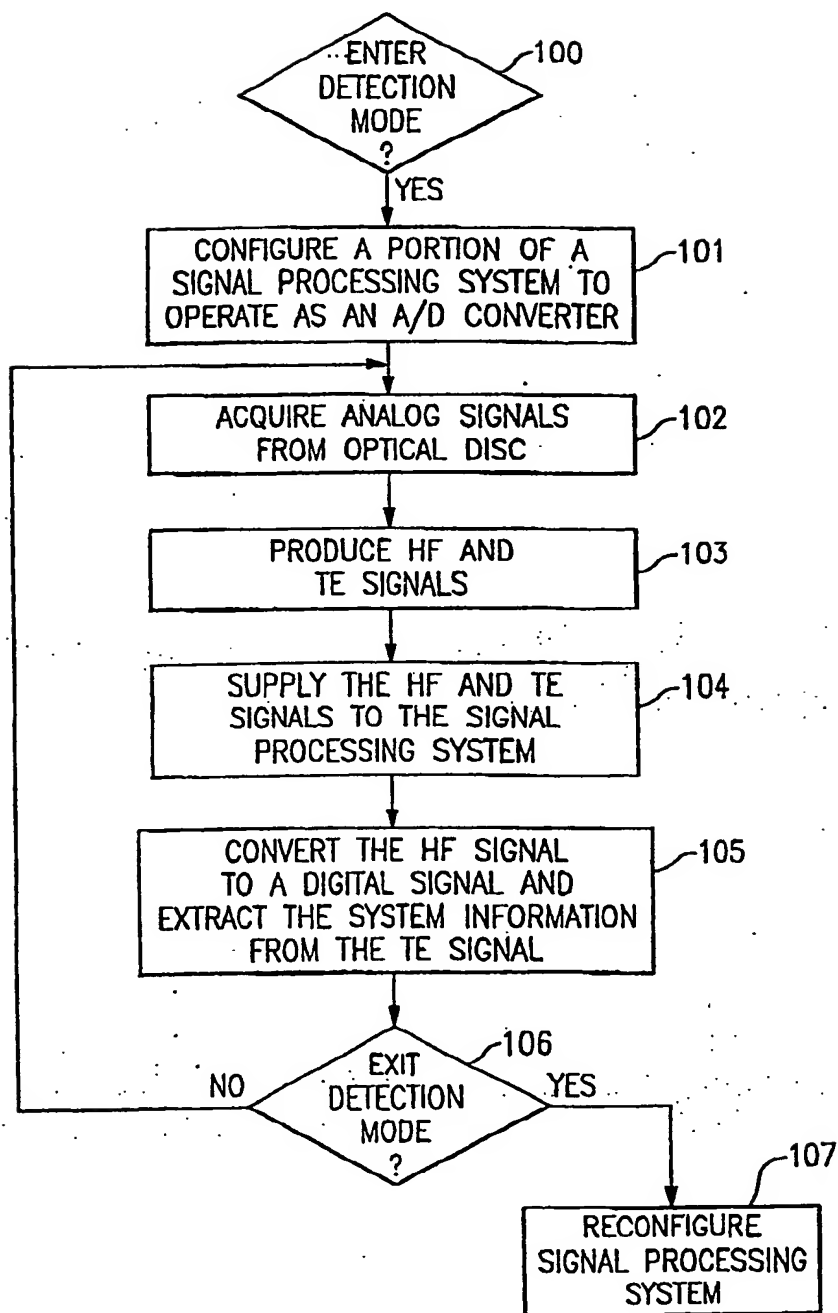 ENTER
DETECTION
MODE
?
100
YES
CONFIGURE A PORTION OF A
SIGNAL PROCESSING SYSTEM TO
OPERATE AS AN A/D CONVERTER
101
ACQUIRE ANALOG SIGNALS
FROM OPTICAL DISC
102
PRODUCE HF AND
TE SIGNALS
103
SUPPLY THE HF AND TE
SIGNALS TO THE SIGNAL
PROCESSING SYSTEM
104
CONVERT THE HF SIGNAL
TO A DIGITAL SIGNAL AND
EXTRACT THE SYSTEM INFORMATION
FROM THE TE SIGNAL
105
EXIT
DETECTION
MODE
?
106
NO
YES
RECONFIGURE
SIGNAL PROCESSING
SYSTEM
107